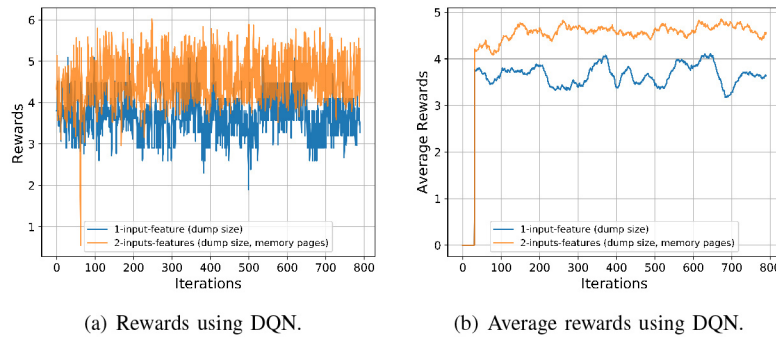 6
5
4
3
2
1
Rewards
1-input-feature (dump size)
2-inputs-features (dump size, memory pages)
0 100 200 300 400 500 600 700 800
Iterations
(a) Rewards using DQN.
5
4
3
2
1
0
Average Rewards
1-input-feature (dump size)
2-inputs-features (dump size, memory pages)
0 100 200 300 400 500 600 700 800
Iterations
(b) Average rewards using DQN.